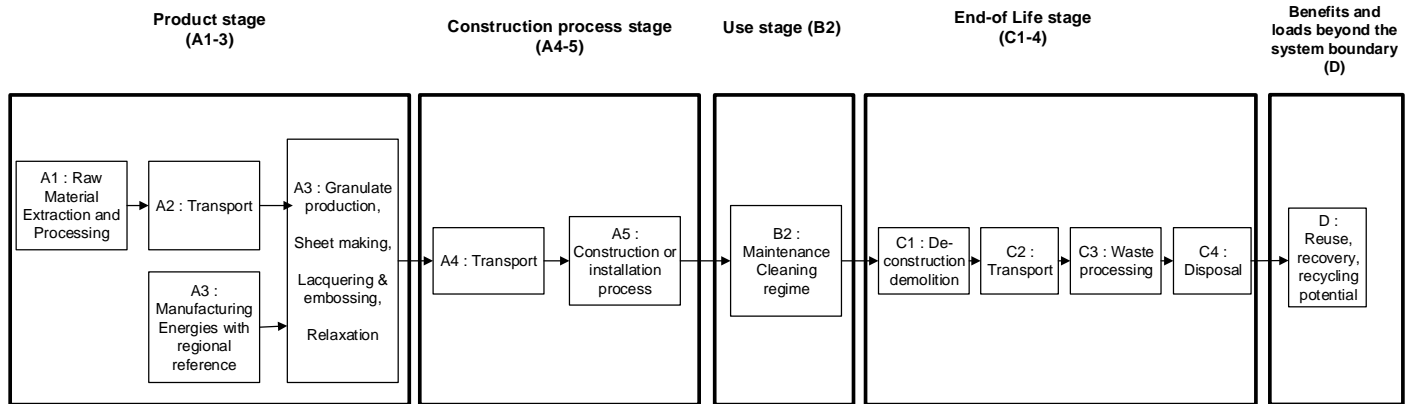 Product stage
(A1-3)
Construction process stage
(A4-5)
Use stage (B2)
End-of Life stage
(C1-4)
Benefits and
loads beyond the
system boundary
(D)
A1 : Raw
Material
Extraction and
Processing
A2 : Transport
A3 :
Manufacturing
Energies with
regional
reference
A3 : Granulate
production,
Sheet making,
Lacquering &
embossing,
Relaxation
A4 : Transport
A5 :
Construction or
installation
process
B2 :
Maintenance
Cleaning
regime
C1 : De-
construction
demolition
C2 :
Transport
C3 : Waste
processing
C4 :
Disposal
D :
Reuse,
recovery,
recycling
potential